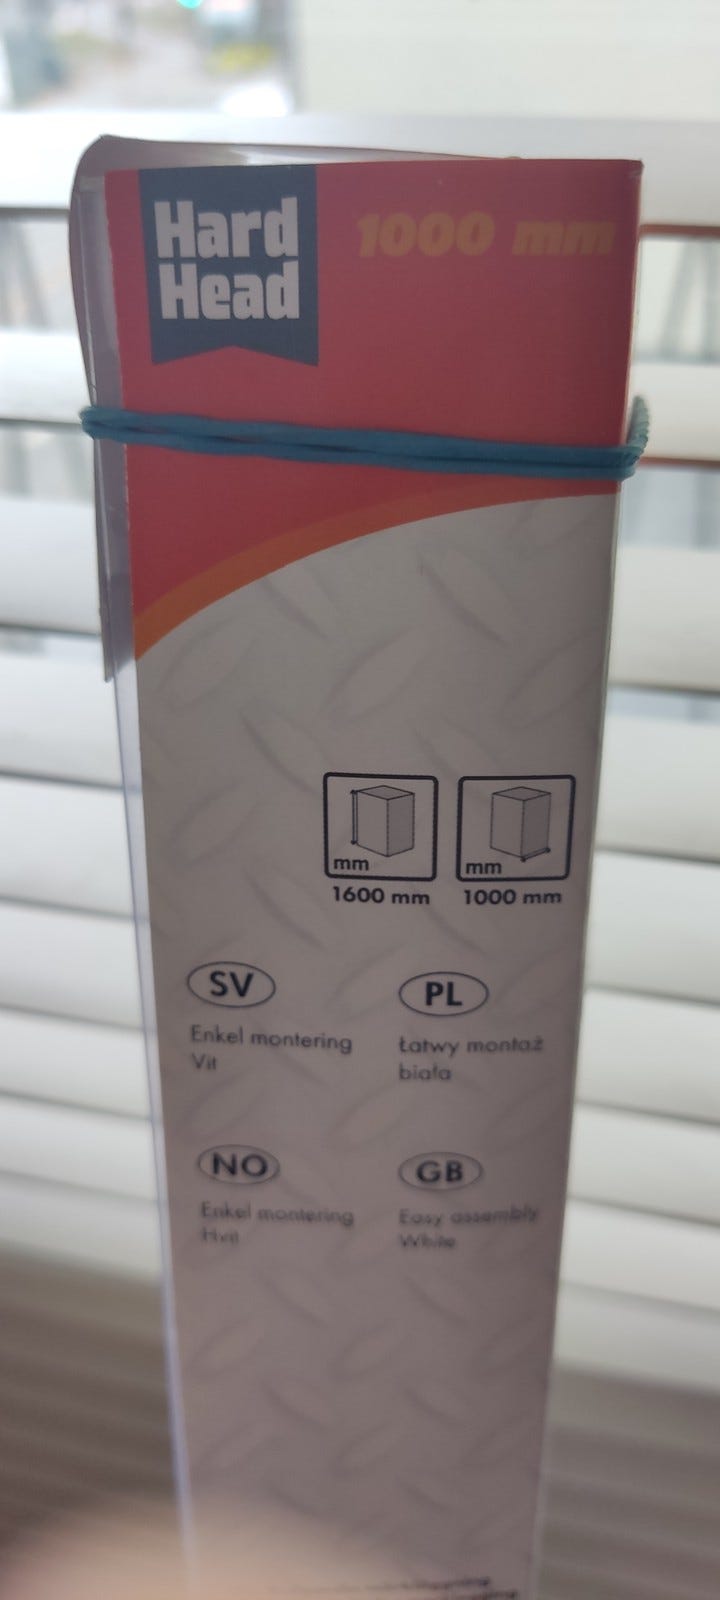 Hard
Head
1000 mm
mm
1600 mm
mm
1000 mm
SV
Enkel montering
Vit
PL
Łatwy montaż
biała
NO
Enkel montering
Hvit
GB
Easy assembly
White